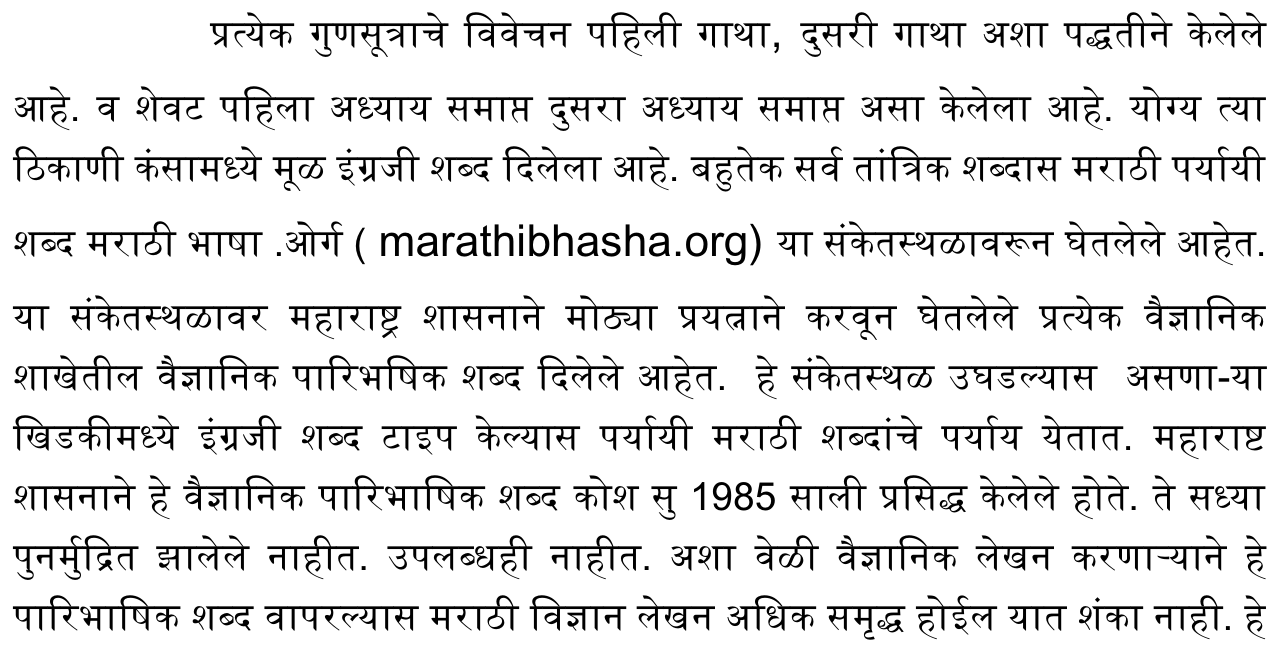 प्रत्येक गुणसूत्राचे विवेचन पहिली गाथा, दुसरी गाथा अशा पद्धतीने केलेले
आहे. व शेवट पहिला अध्याय समाप्त दुसरा अध्याय समाप्त असा केलेला आहे. योग्य त्या
ठिकाणी कंसामध्ये मूळ इंग्रजी शब्द दिलेला आहे. बहुतेक सर्व तांत्रिक शब्दास मराठी पर्यायी
शब्द मराठी भाषा .ओर्ग ( marathibhasha.org) या संकेतस्थळावरून घेतलेले आहेत.
या संकेतस्थळावर महाराष्ट्र शासनाने मोठ्या प्रयत्नाने करवून घेतलेले प्रत्येक वैज्ञानिक
शाखेतील वैज्ञानिक पारिभषिक शब्द दिलेले आहेत. हे संकेतस्थळ उघडल्यास असणा-या
खिडकीमध्ये इंग्रजी शब्द टाइप केल्यास पर्यायी मराठी शब्दांचे पर्याय येतात. महाराष्ट
शासनाने हे वैज्ञानिक पारिभाषिक शब्द कोश सु 1985 साली प्रसिद्ध केलेले होते. ते सध्या
पुनर्मुद्रित झालेले नाहीत. उपलब्धही नाहीत. अशा वेळी वैज्ञानिक लेखन करणाऱ्याने हे
पारिभाषिक शब्द वापरल्यास मराठी विज्ञान लेखन अधिक समृद्ध होईल यात शंका नाही. हे